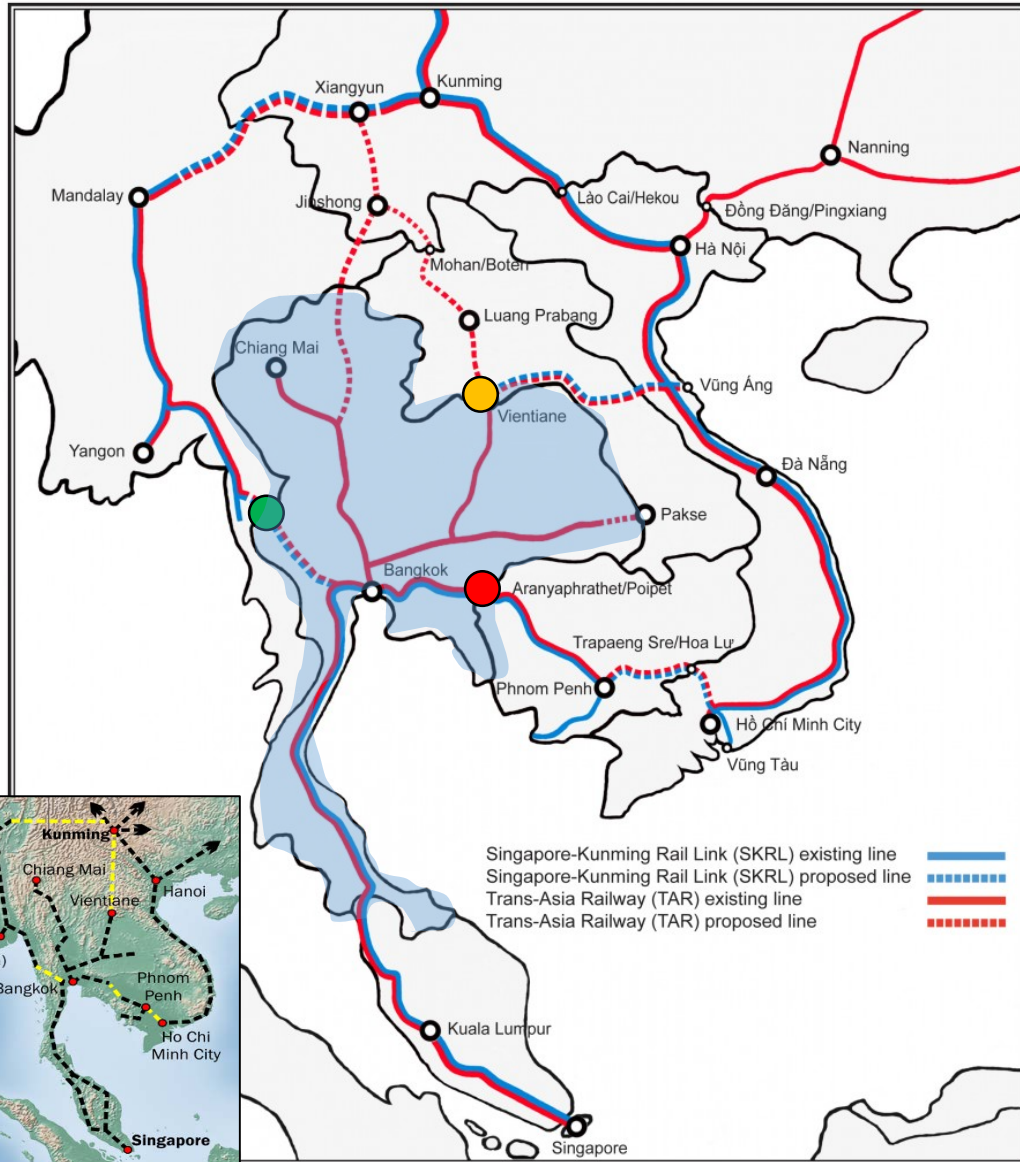 Xiangyun
Kunming
Nanning
Mandalay
Jinshong
Lào Cai/Hekou
Đồng Đăng/Pingxiang
Hà Nội
Mohan/Boten
Luang Prabang
Chiang Mai
Vientiane
Vũng Áng
Yangon
Đà Nẵng
Pakse
Bangkok
Aranyaphrathet/Poipet
Trapaeng Sre/Hoa Lư
Phnom Penh
Hồ Chí Minh City
Vũng Tàu
Singapore-Kunming Rail Link (SKRL) existing line
Singapore-Kunming Rail Link (SKRL) proposed line
Trans-Asia Railway (TAR) existing line
Trans-Asia Railway (TAR) proposed line
Kuala Lumpur
Singapore
Kunming
Chiang Mai
Hanoi
Vientiane
)
Bangkok
Phnom
Penh
Ho Chi
Minh City
Singapore